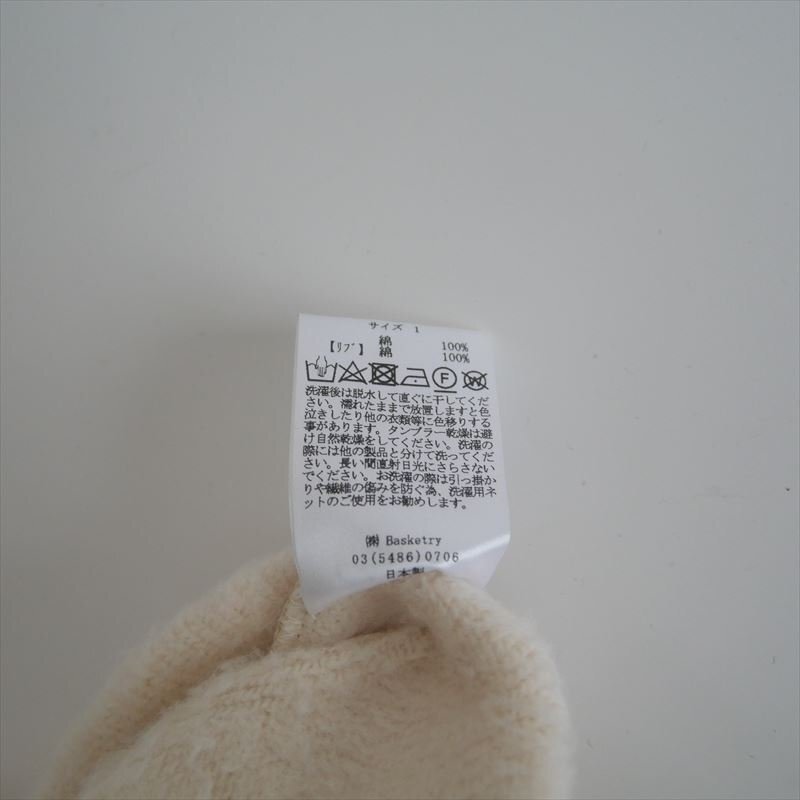 サイズ 1
綿 100%
【ﾘﾌﾞ】 綿 100%
F W
洗濯後は脱水して直ぐに干してくだ
さい。濡れたままで放置しますと色
泣きしたり他の衣類等に色移りする
事があります。タンブラー乾燥は避
け自然乾燥をしてください。洗濯の
際には他の製品と分けて洗ってくだ
さい。長い間直射日光にさらさない
でください。お洗濯の際は引っ掛か
りや繊維の傷みを防ぐ為、洗濯用ネ
ットのご使用をお勧めします。
㈱ Basketry
03(5486)0706
日本製